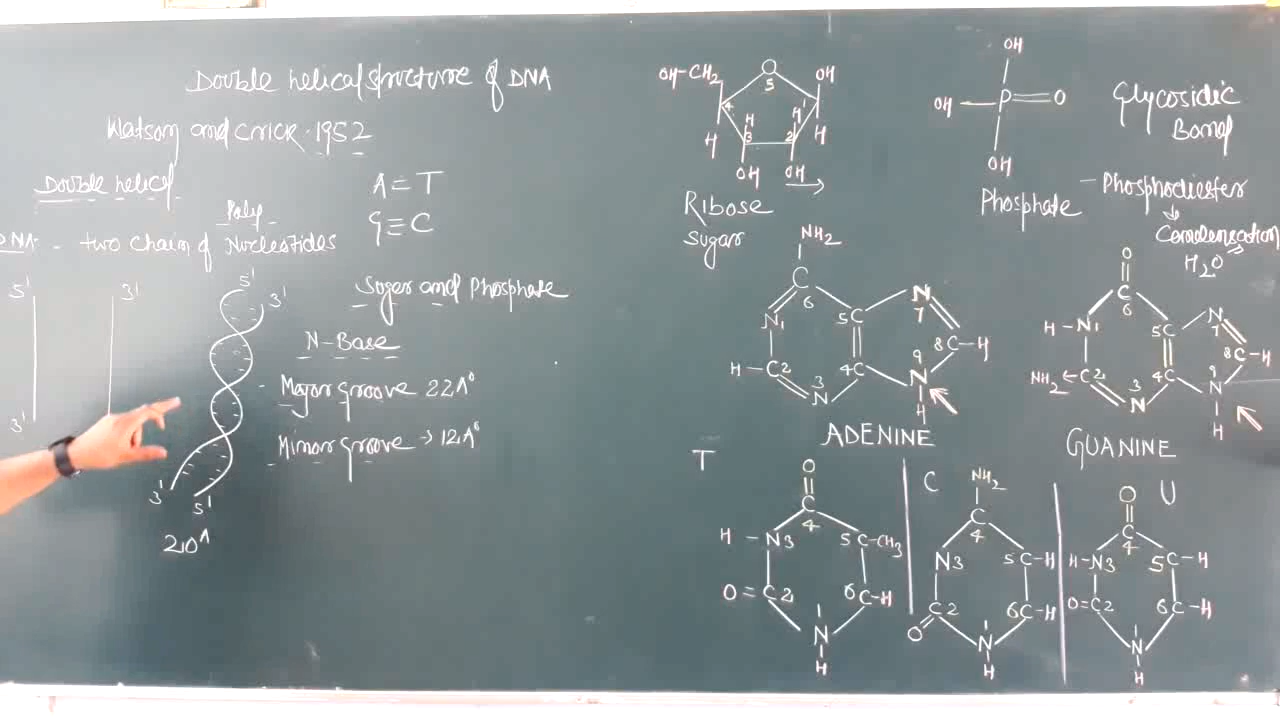 Double helical structure of DNA
Watson and Crick · 1952
Double helical
Poly
DNA - two Chain of Nucleotides
A = T
G ≡ C
5' 3'
3'
5' 3'
3' 5'
20A
Sugar and Phosphate
N-Base
- Major groove 22A°
- Minor groove → 12A°
OH-CH2 O OH
5
4 1
H H H H
3 2
OH OH
Ribose
Sugar
OH
OH P O
OH
Phosphate
Glycosidic
Bond
- Phosphodiester
Condensation
H2O
NH2
C
6
N1 5C N
7
8C-H
H-C2 4C 9
N
3
N
H
ADENINE
O
C
6
H-N1 5C N
7
8C-H
NH2 C2 4C 9
N
3
N
H
GUANINE
T
O
C
4
H - N3 5C-CH3
O=C2 6C-H
1
N
H
C
NH2
C
4
N3 5C-H
C2 6C-H
O
1
N
H
U
O
C
4
H-N3 5C-H
O=C2 6C-H
1
N
H